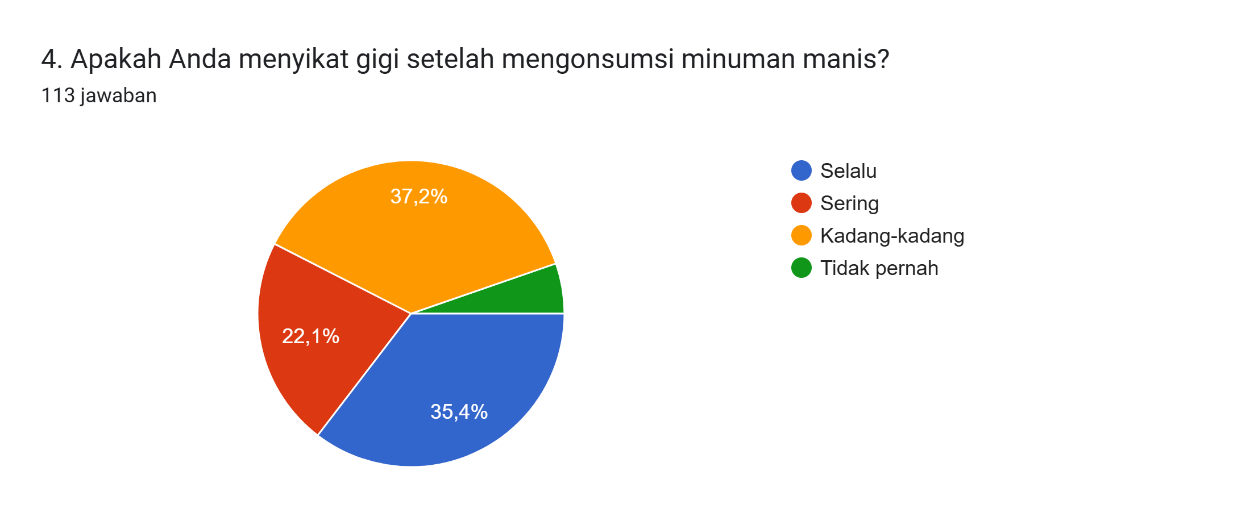 4. Apakah Anda menyikat gigi setelah mengonsumsi minuman manis?
113 jawaban
37,2%
22,1%
35,4%
Selalu
Sering
Kadang-kadang
Tidak pernah